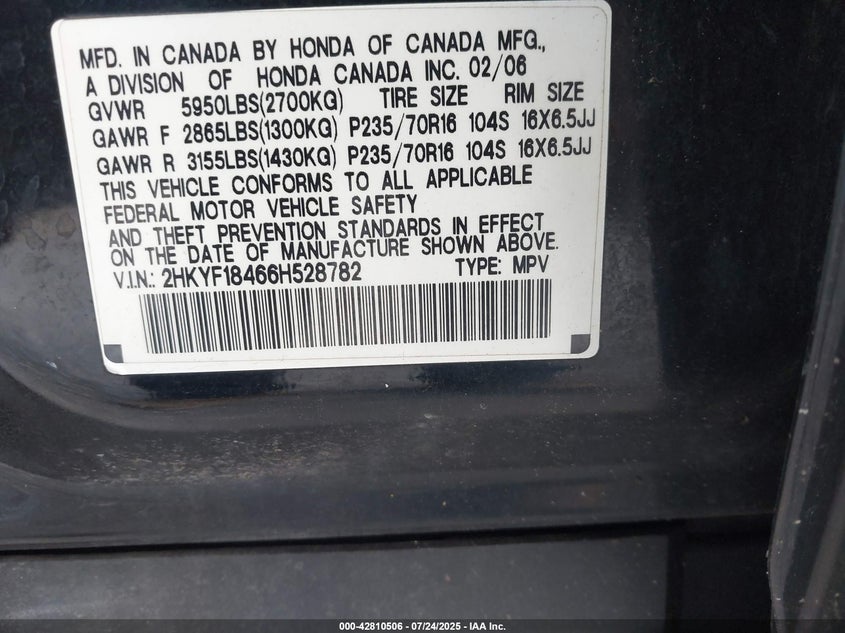 MFD. IN CANADA BY HONDA OF CANADA MFG.,
A DIVISION OF HONDA CANADA INC. 02/06
GVWR 5950LBS(2700KG) TIRE SIZE RIM SIZE
GAWR F 2865LBS(1300KG) P235/70R16 104S 16X6.5JJ
GAWR R 3155LBS(1430KG) P235/70R16 104S 16X6.5JJ
THIS VEHICLE CONFORMS TO ALL APPLICABLE
FEDERAL MOTOR VEHICLE SAFETY
AND THEFT PREVENTION STANDARDS IN EFFECT
ON THE DATE OF MANUFACTURE SHOWN ABOVE.
V.I.N.: 2HKYF18466H528782 TYPE: MPV
000-42810506 - 07/24/2025 - IAA Inc.